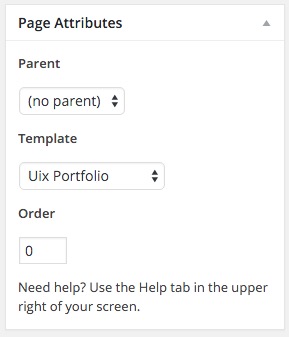 Page Attributes
Parent
(no parent)
Template
Uix Portfolio
Order
0
Need help? Use the Help tab in the upper
right of your screen.